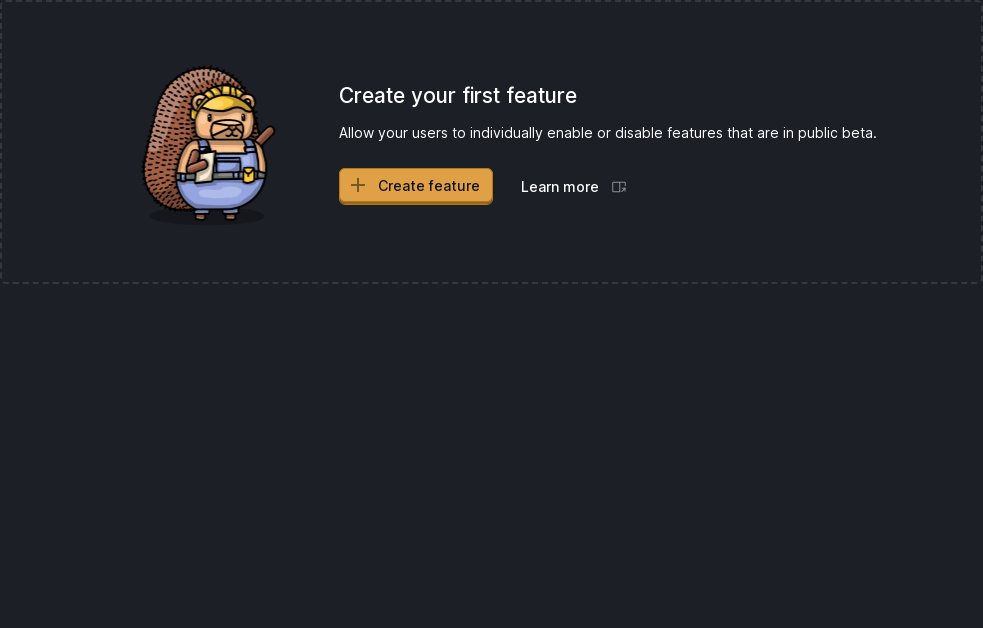 Create your first feature
Allow your users to individually enable or disable features that are in public beta.
Create feature
Learn more